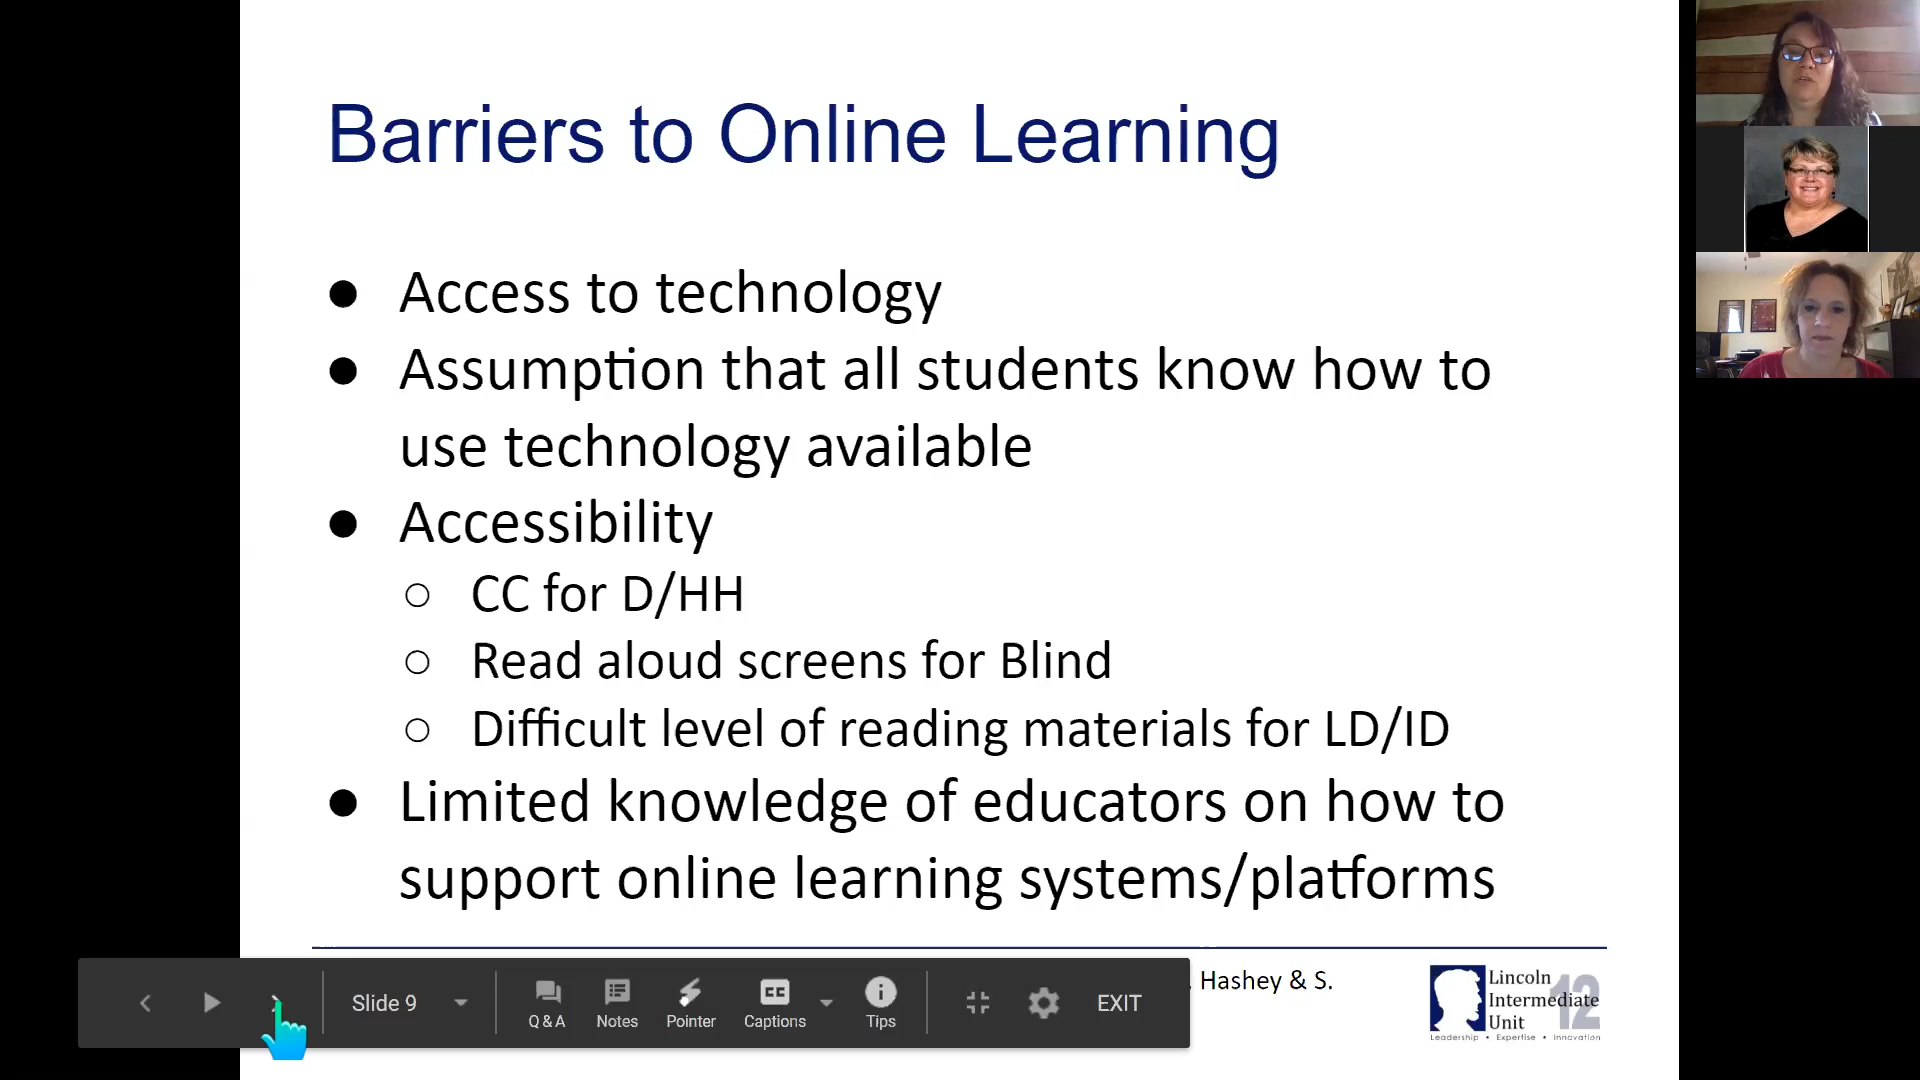 Barriers to Online Learning
● Access to technology
● Assumption that all students know how to
use technology available
● Accessibility
○ CC for D/HH
○ Read aloud screens for Blind
○ Difficult level of reading materials for LD/ID
● Limited knowledge of educators on how to
support online learning systems/platforms
. Hashey & S.
Slide 9
Q&A
Notes
Pointer
CC
Captions
Tips
EXIT
Lincoln
Intermediate
Unit
12
Leadership • Expertise • Innovation